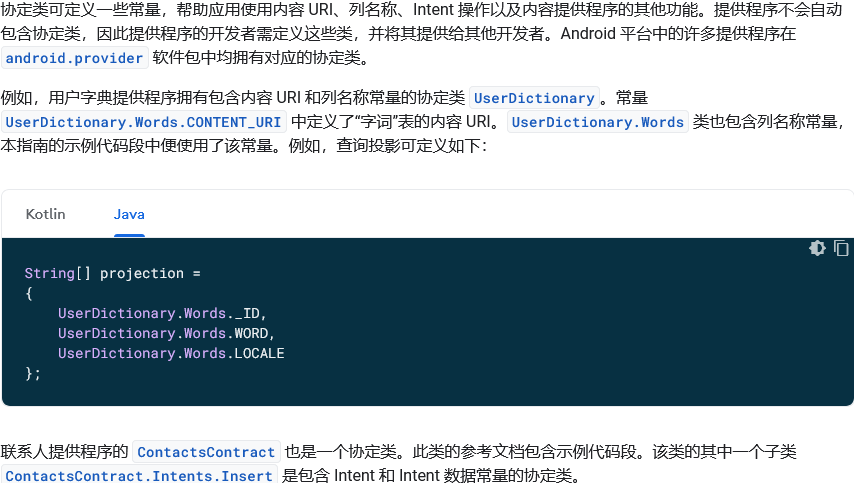 协定类可定义一些常量，帮助应用使用内容 URI、列名称、Intent 操作以及内容提供程序的其他功能。提供程序不会自动
包含协定类，因此提供程序的开发者需定义这些类，并将其提供给其他开发者。Android 平台中的许多提供程序在
android.provider 软件包中均拥有对应的协定类。
例如，用户字典提供程序拥有包含内容 URI 和列名称常量的协定类 UserDictionary。常量
UserDictionary.Words.CONTENT_URI 中定义了“字词”表的内容 URI。UserDictionary.Words 类也包含列名称常量，
本指南的示例代码段中便使用了该常量。例如，查询投影可定义如下：
Kotlin Java
String[] projection =
{
    UserDictionary.Words._ID,
    UserDictionary.Words.WORD,
    UserDictionary.Words.LOCALE
};
联系人提供程序的 ContactsContract 也是一个协定类。此类的参考文档包含示例代码段。该类的其中一个子类
ContactsContract.Intents.Insert 是包含 Intent 和 Intent 数据常量的协定类。